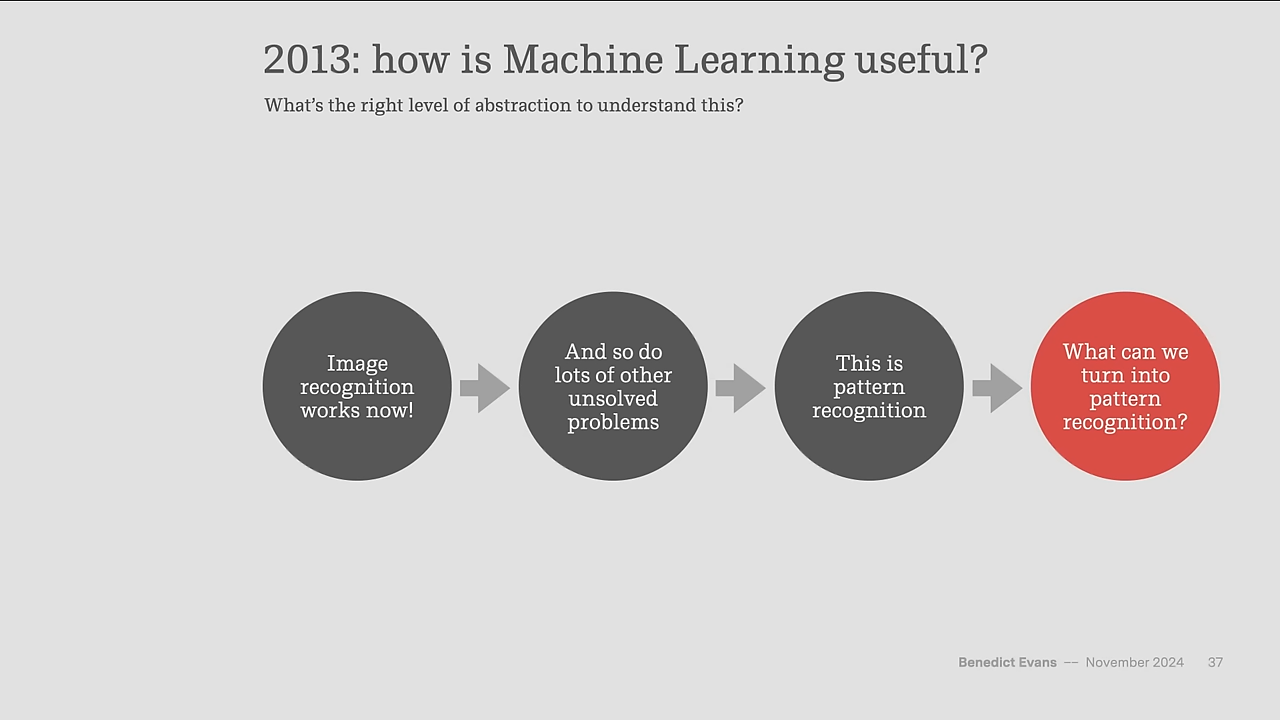 2013: how is Machine Learning useful?
What’s the right level of abstraction to understand this?
Image
recognition
works now!
And so do
lots of other
unsolved
problems
This is
pattern
recognition
What can we
turn into
pattern
recognition?
Benedict Evans –– November 2024 37